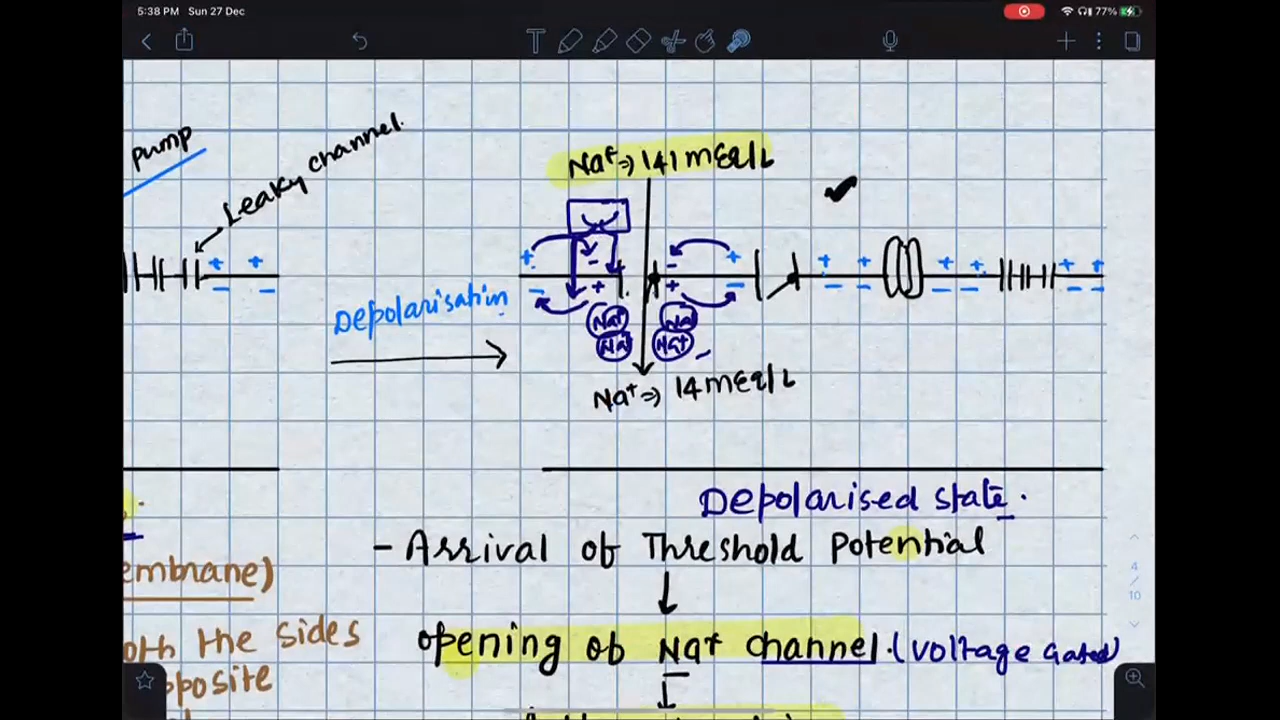 5:38 PM Sun 27 Dec
77%
pump
Leaky channel.
Na+ => 141 mEq/L
+ + + + + + + + + +
Depolarisation
Na+ Na
Na+ Na+
Na+ => 14 mEq/L
Depolarised state.
- Arrival of Threshold Potential
embrane)
oth the sides
opening of Na+ channel. (voltage Gated)
pposite
4
/
10